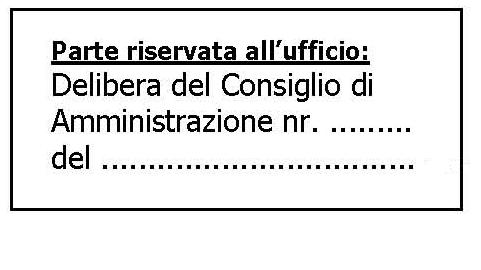 Parte riservata all’ufficio:
Delibera del Consiglio di
Amministrazione nr. .........
del ..................................